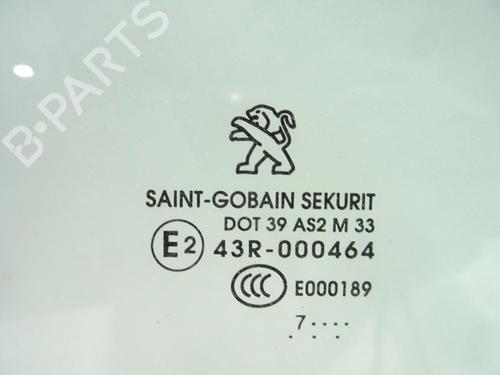 B-PARTS
SAINT-GOBAIN SEKURIT
DOT 39 AS2 M 33
E2 43R-000464
CCC E000189
7....
.. ...